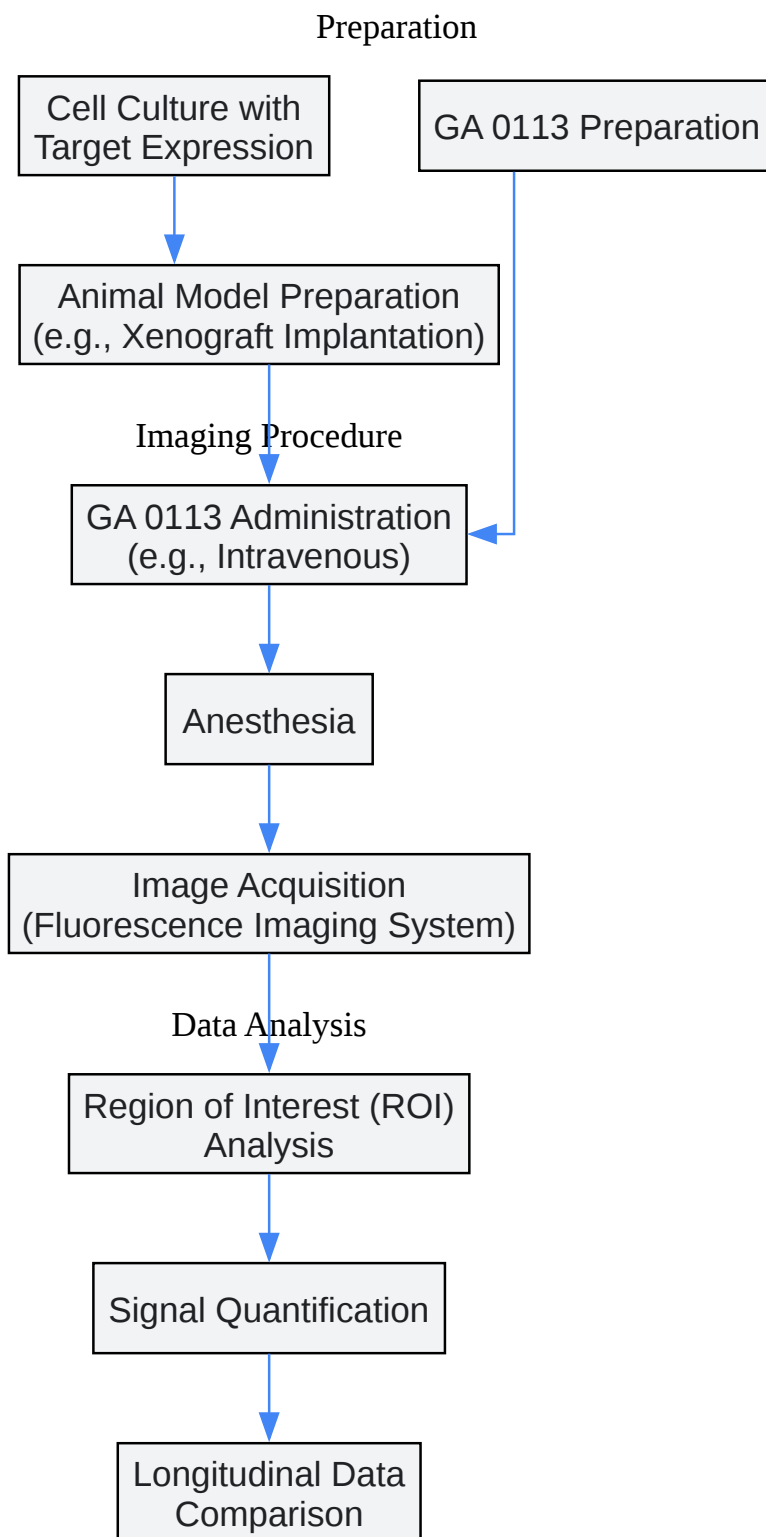 Preparation
Cell Culture with
Target Expression
GA 0113 Preparation
Animal Model Preparation
(e.g., Xenograft Implantation)
Imaging Procedure
GA 0113 Administration
(e.g., Intravenous)
Anesthesia
Image Acquisition
(Fluorescence Imaging System)
Data Analysis
Region of Interest (ROI)
Analysis
Signal Quantification
Longitudinal Data
Comparison